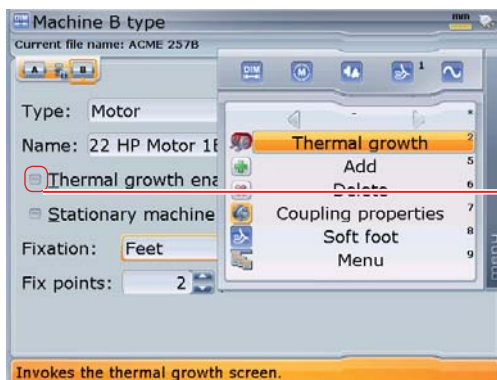 Machine B type
mm
Current file name: ACME 257B
A
B
DIM
M
1
Type: Motor
- *
Name: 22 HP Motor
Thermal growth 2
Thermal growth
Add 5
Delete 6
Stationary machine
Coupling properties 7
Fixation: Feet
Soft foot 8
Fix points: 2
Menu 9
Invokes the thermal growth screen.